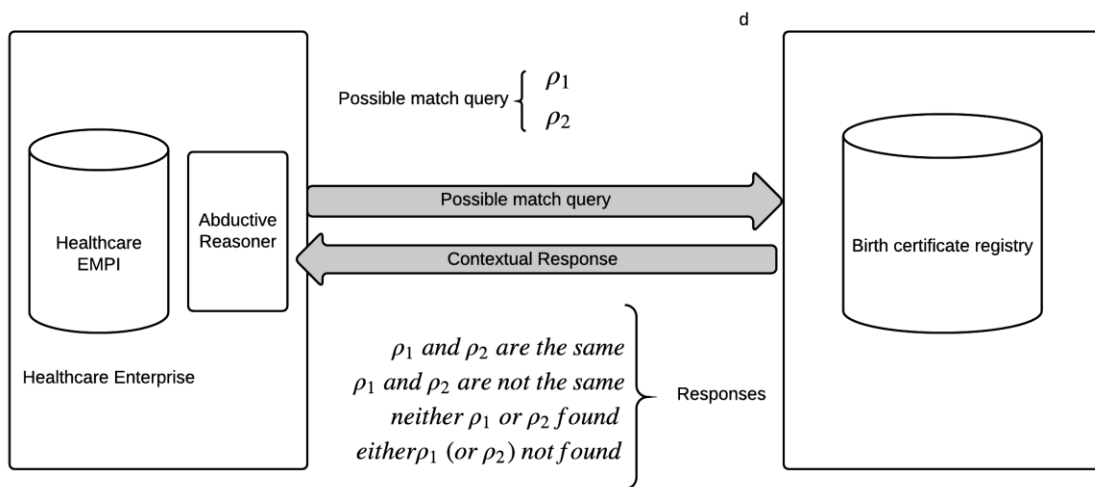 d
Possible match query
ρ₁
ρ₂
Possible match query
Abductive
Reasoner
Healthcare
EMPI
Birth certificate registry
Contextual Response
ρ₁ and ρ₂ are the same
ρ₁ and ρ₂ are not the same
neither ρ₁ or ρ₂ found
eitherρ₁ (or ρ₂) not found
Responses
Healthcare Enterprise